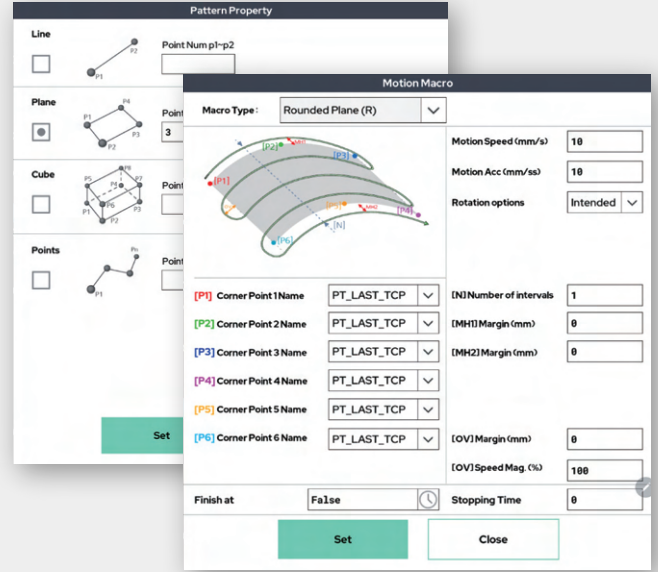 Pattern Property
Line
P1
P2
Point Num p1~p2
Plane
P1
P4
P2
P3
Point
3
Cube
P5
P8
P4
P7
P1
P6
P3
P2
Point
Points
P1
Pn
Point
Set
Motion Macro
Macro Type :
Rounded Plane (R)
[P1]
[P2]
MH1
[P3]
[P5]
MH2
[P4]
[N]
[P6]
Motion Speed (mm/s)
10
Motion Acc (mm/ss)
10
Rotation options
Intended
[P1] Corner Point 1 Name
PT_LAST_TCP
[N] Number of intervals
1
[P2] Corner Point 2 Name
PT_LAST_TCP
[MH1] Margin (mm)
0
[P3] Corner Point 3 Name
PT_LAST_TCP
[MH2] Margin (mm)
0
[P4] Corner Point 4 Name
PT_LAST_TCP
[P5] Corner Point 5 Name
PT_LAST_TCP
[P6] Corner Point 6 Name
PT_LAST_TCP
[OV] Margin (mm)
0
[OV] Speed Mag. (%)
100
Finish at
False
Stopping Time
0
Set
Close